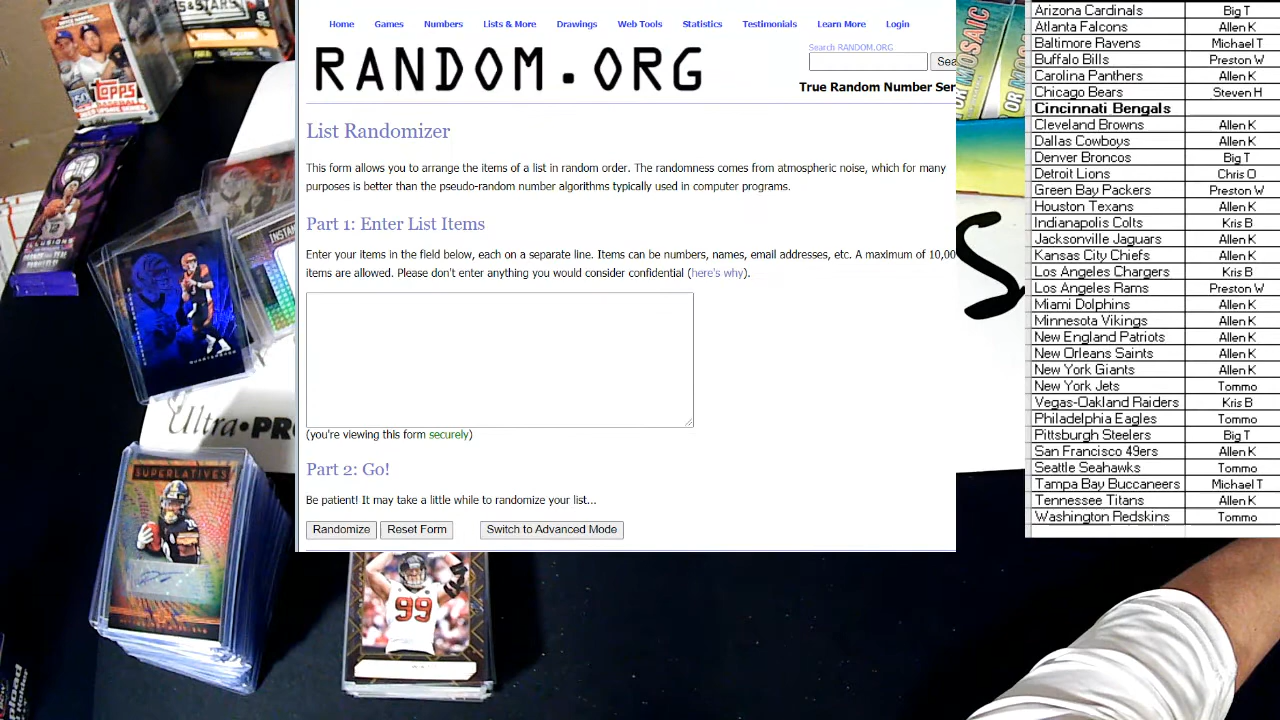 Home Games Numbers Lists & More Drawings Web Tools Statistics Testimonials Learn More Login
RANDOM.ORG
Search RANDOM.ORG
Sea
True Random Number Ser
List Randomizer
This form allows you to arrange the items of a list in random order. The randomness comes from atmospheric noise, which for many
purposes is better than the pseudo-random number algorithms typically used in computer programs.
Part 1: Enter List Items
Enter your items in the field below, each on a separate line. Items can be numbers, names, email addresses, etc. A maximum of 10,00
items are allowed. Please don't enter anything you would consider confidential (here's why).
(you're viewing this form securely)
Part 2: Go!
Be patient! It may take a little while to randomize your list...
Randomize Reset Form Switch to Advanced Mode
Arizona Cardinals Big T
Atlanta Falcons Allen K
Baltimore Ravens Michael T
Buffalo Bills Preston W
Carolina Panthers Allen K
Chicago Bears Steven H
Cincinnati Bengals
Cleveland Browns Allen K
Dallas Cowboys Allen K
Denver Broncos Big T
Detroit Lions Chris O
Green Bay Packers Preston W
Houston Texans Allen K
Indianapolis Colts Kris B
Jacksonville Jaguars Allen K
Kansas City Chiefs Allen K
Los Angeles Chargers Kris B
Los Angeles Rams Preston W
Miami Dolphins Allen K
Minnesota Vikings Allen K
New England Patriots Allen K
New Orleans Saints Allen K
New York Giants Allen K
New York Jets Tommo
Vegas-Oakland Raiders Kris B
Philadelphia Eagles Tommo
Pittsburgh Steelers Big T
San Francisco 49ers Allen K
Seattle Seahawks Tommo
Tampa Bay Buccaneers Michael T
Tennessee Titans Allen K
Washington Redskins Tommo
TOPPS
BASEBALL
& STARS
ILLUSIONS
INSTAN
QUARTERBACK
Ultra•PRO
SUPERLATIVES
99
MOSAIC
OR MOS
S